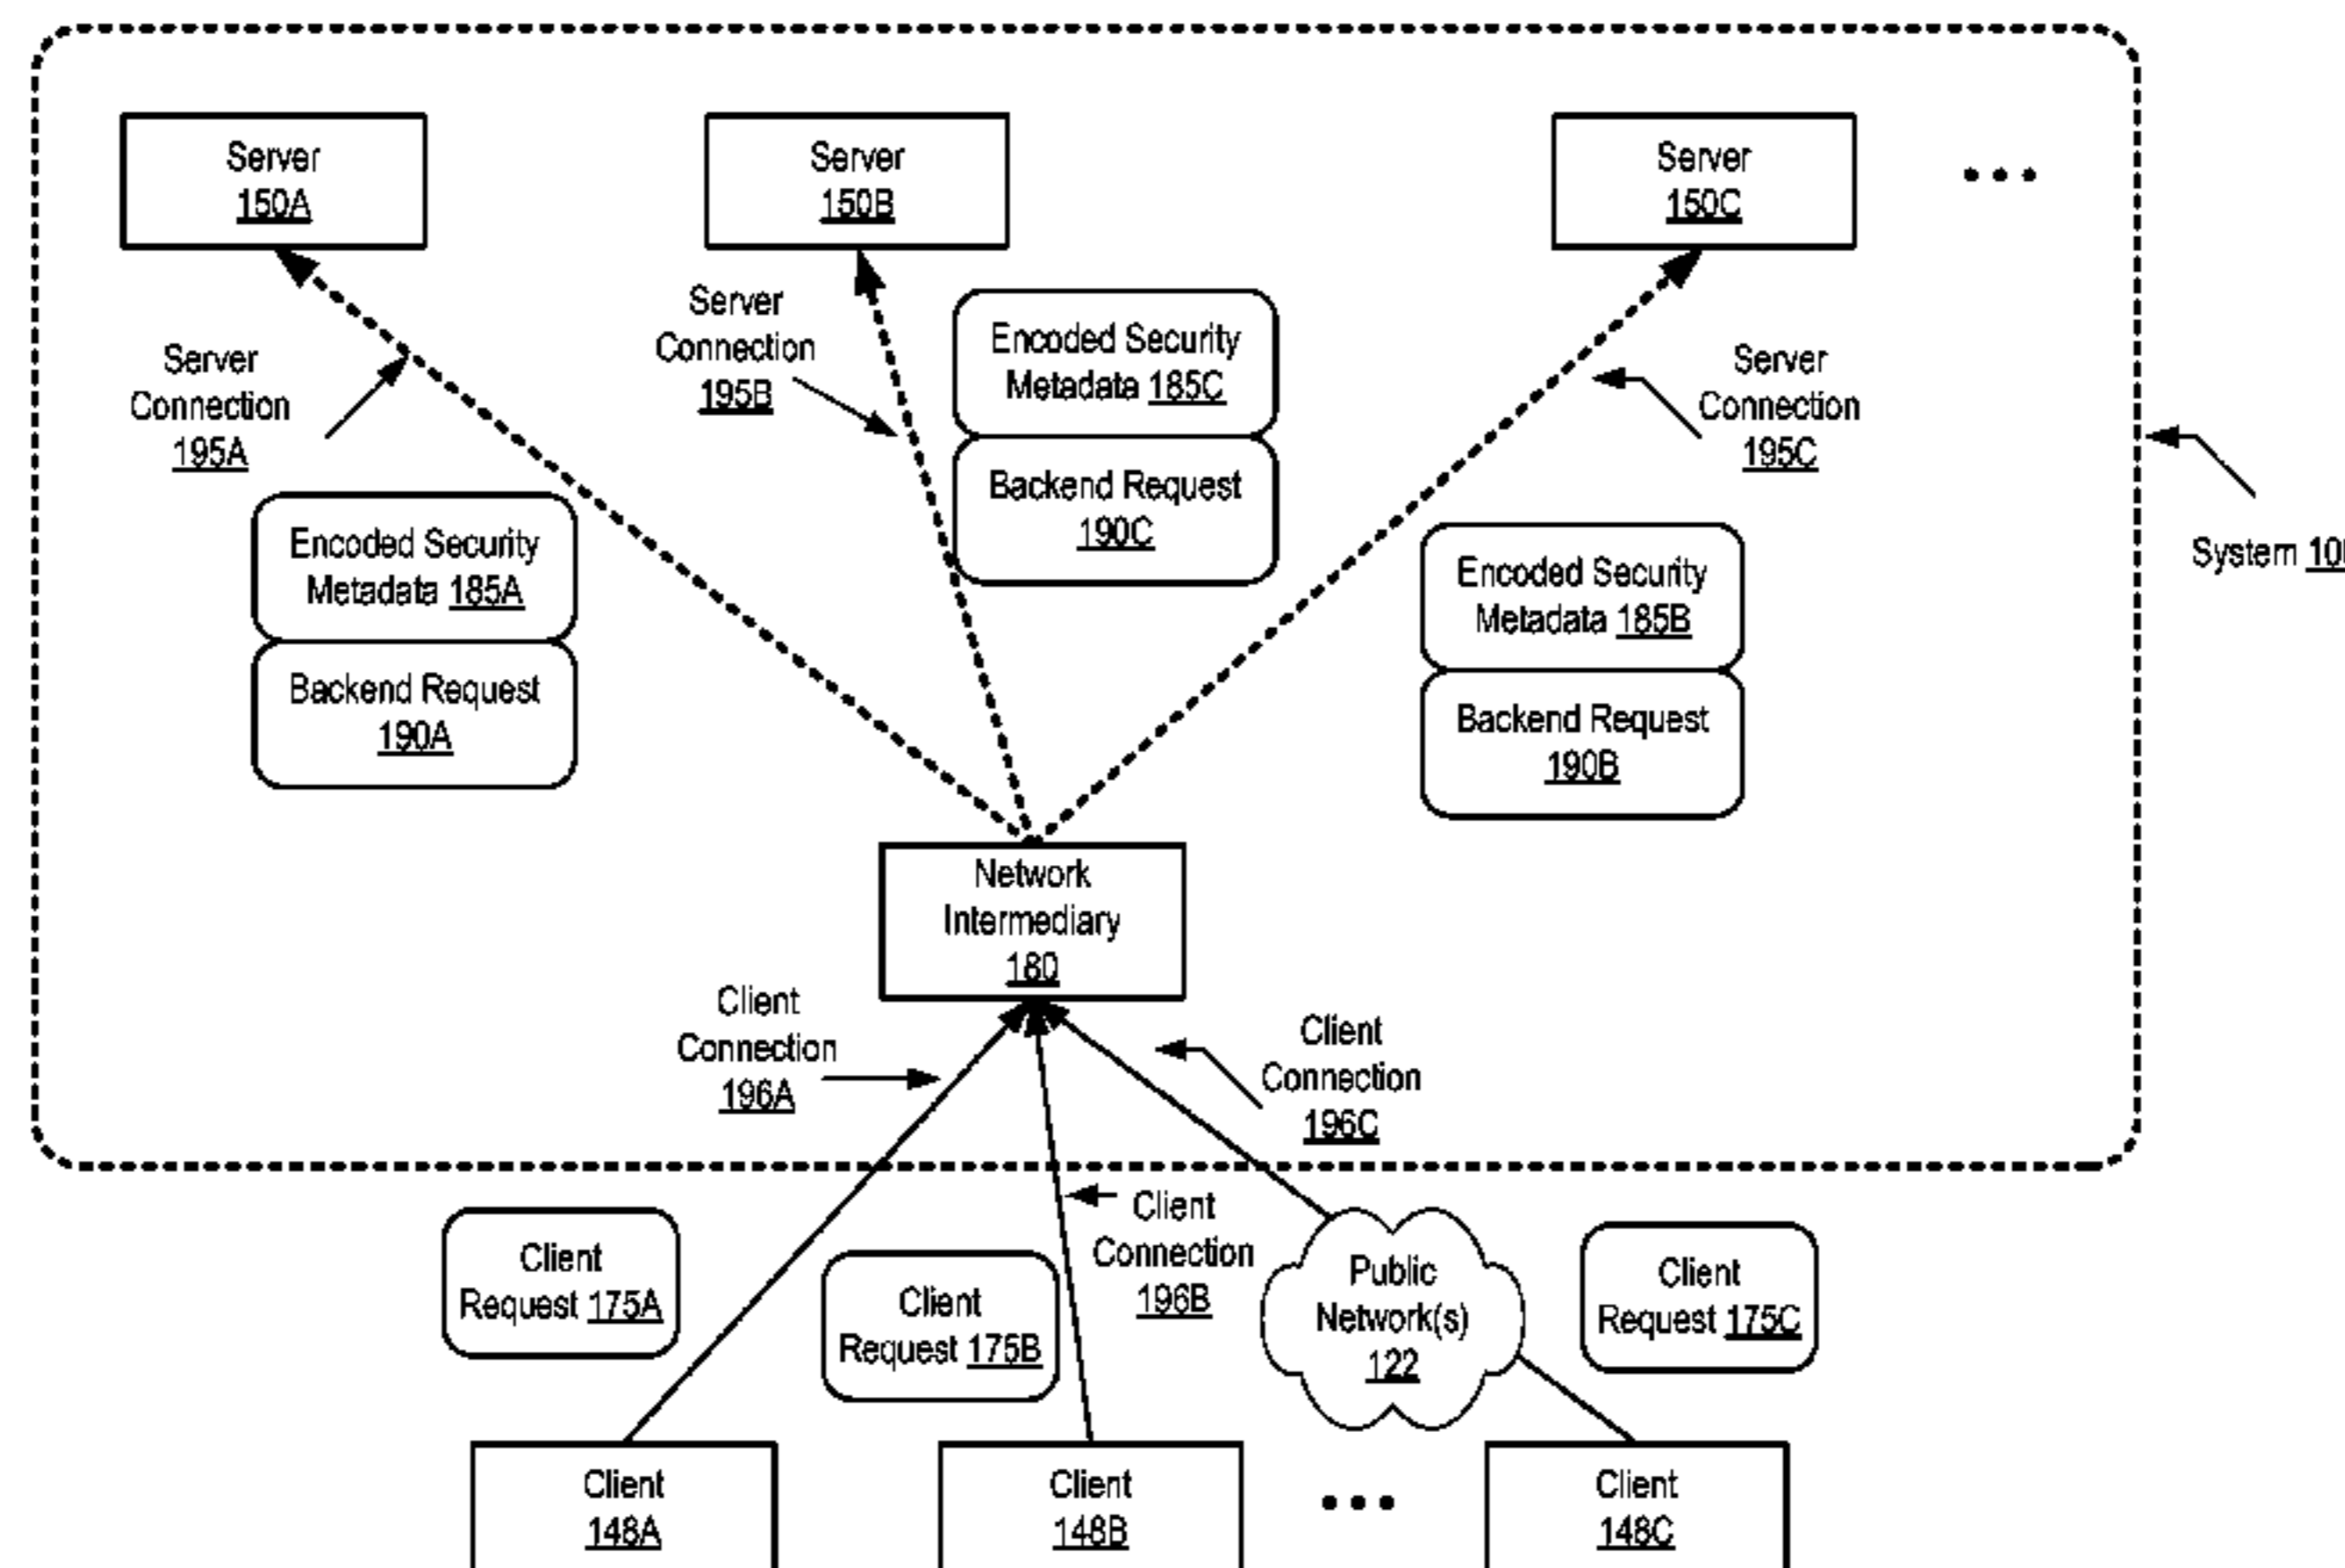 Server
150A
Server
150B
Server
150C
Server
Connection
195A
Server
Connection
195B
Encoded Security
Metadata 185C
Backend Request
190C
Server
Connection
195C
Encoded Security
Metadata 185A
Backend Request
190A
Encoded Security
Metadata 185B
Backend Request
190B
System
Network
Intermediary
180
Client
Connection
196A
Client
Connection
196C
Client
Request 175A
Client
Request 175B
Client
Connection
196B
Public
Network(s)
122
Client
Request 175C
Client
148A
Client
148B
Client
148C